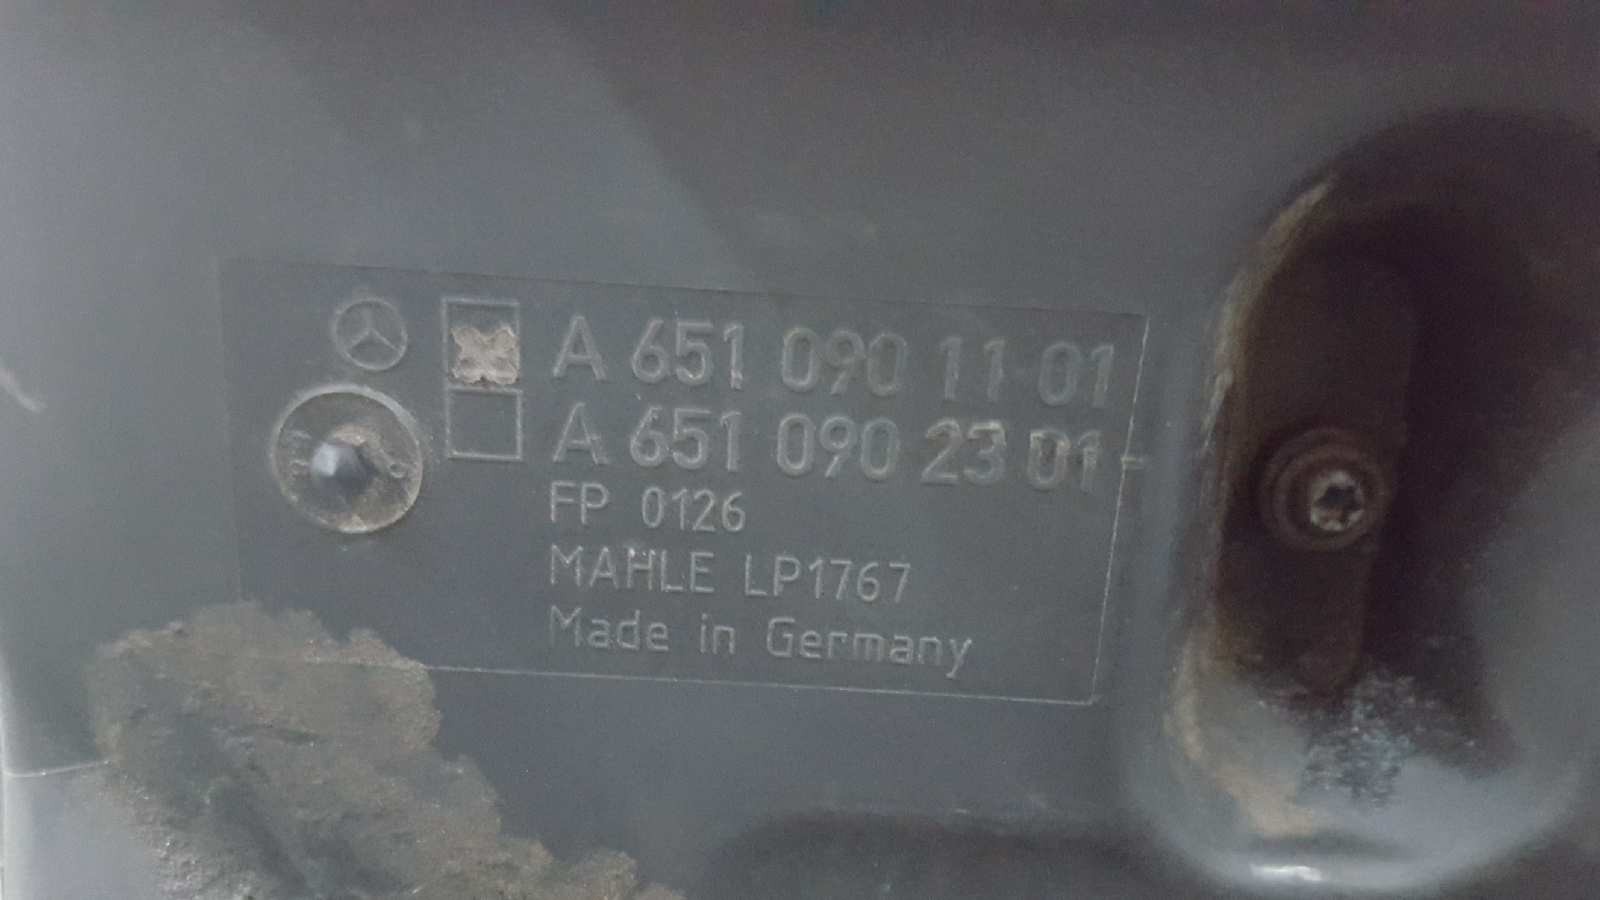 A 651 090 11 01
A 651 090 23 01
FP 0126
MAHLE LP1767
Made in Germany